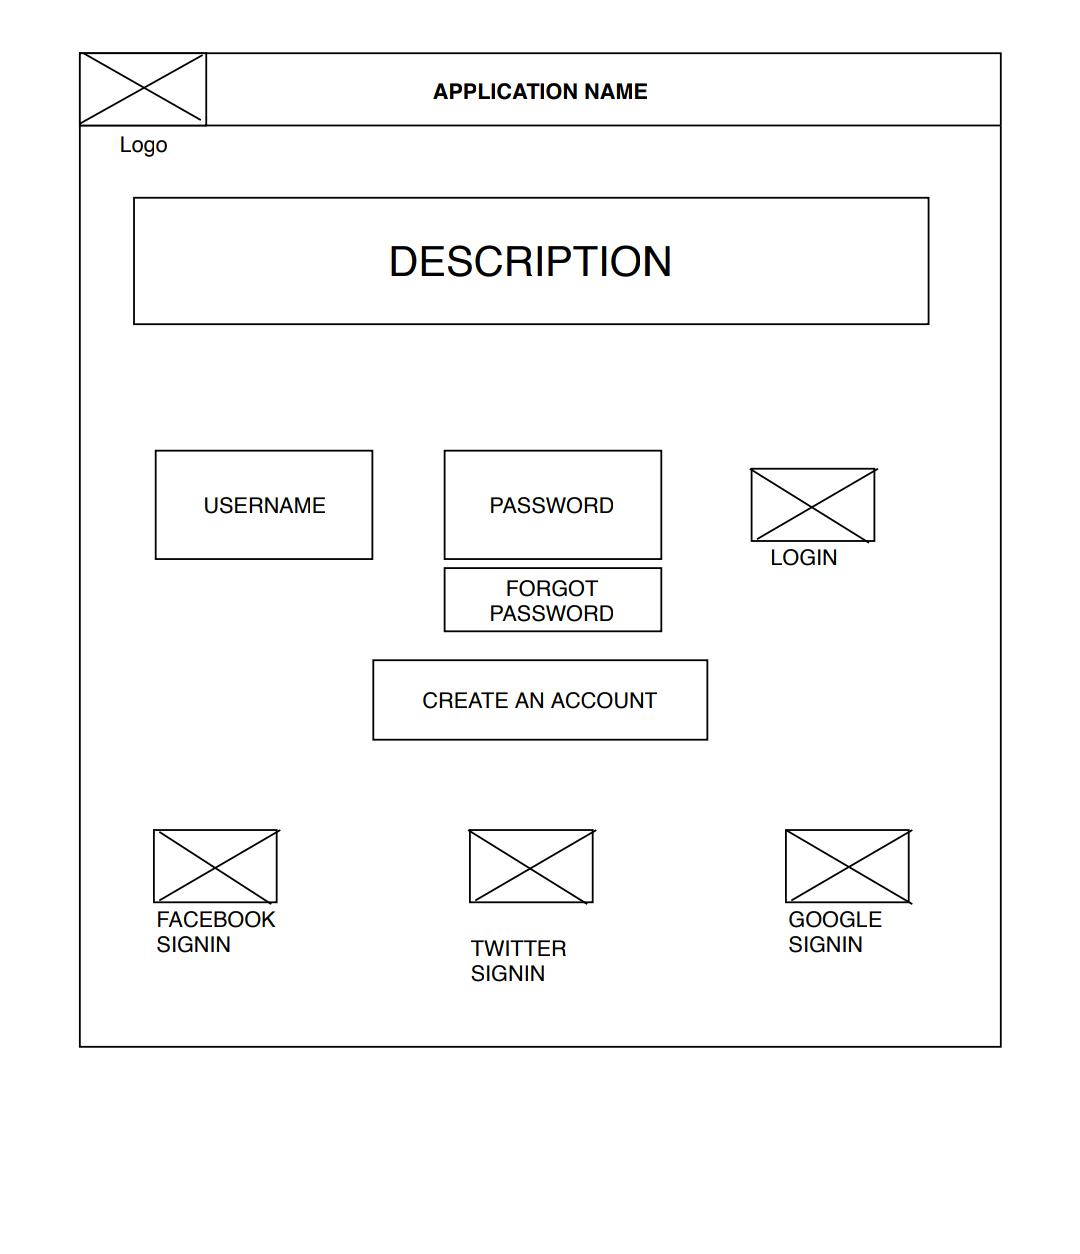 APPLICATION NAME
Logo
DESCRIPTION
USERNAME
PASSWORD
LOGIN
FORGOT
PASSWORD
CREATE AN ACCOUNT
FACEBOOK
SIGNIN
TWITTER
SIGNIN
GOOGLE
SIGNIN